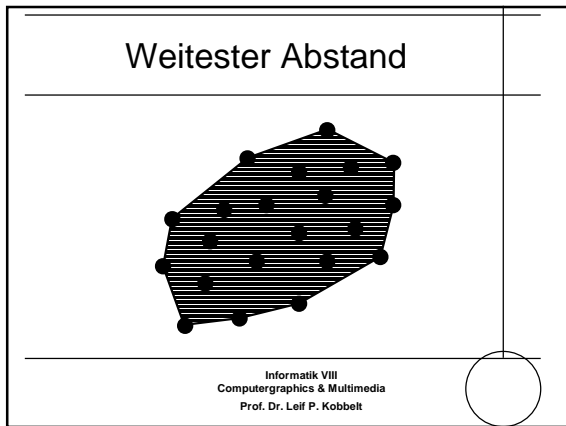 Weitester Abstand
Informatik VIII
Computergraphics & Multimedia
Prof. Dr. Leif P. Kobbelt